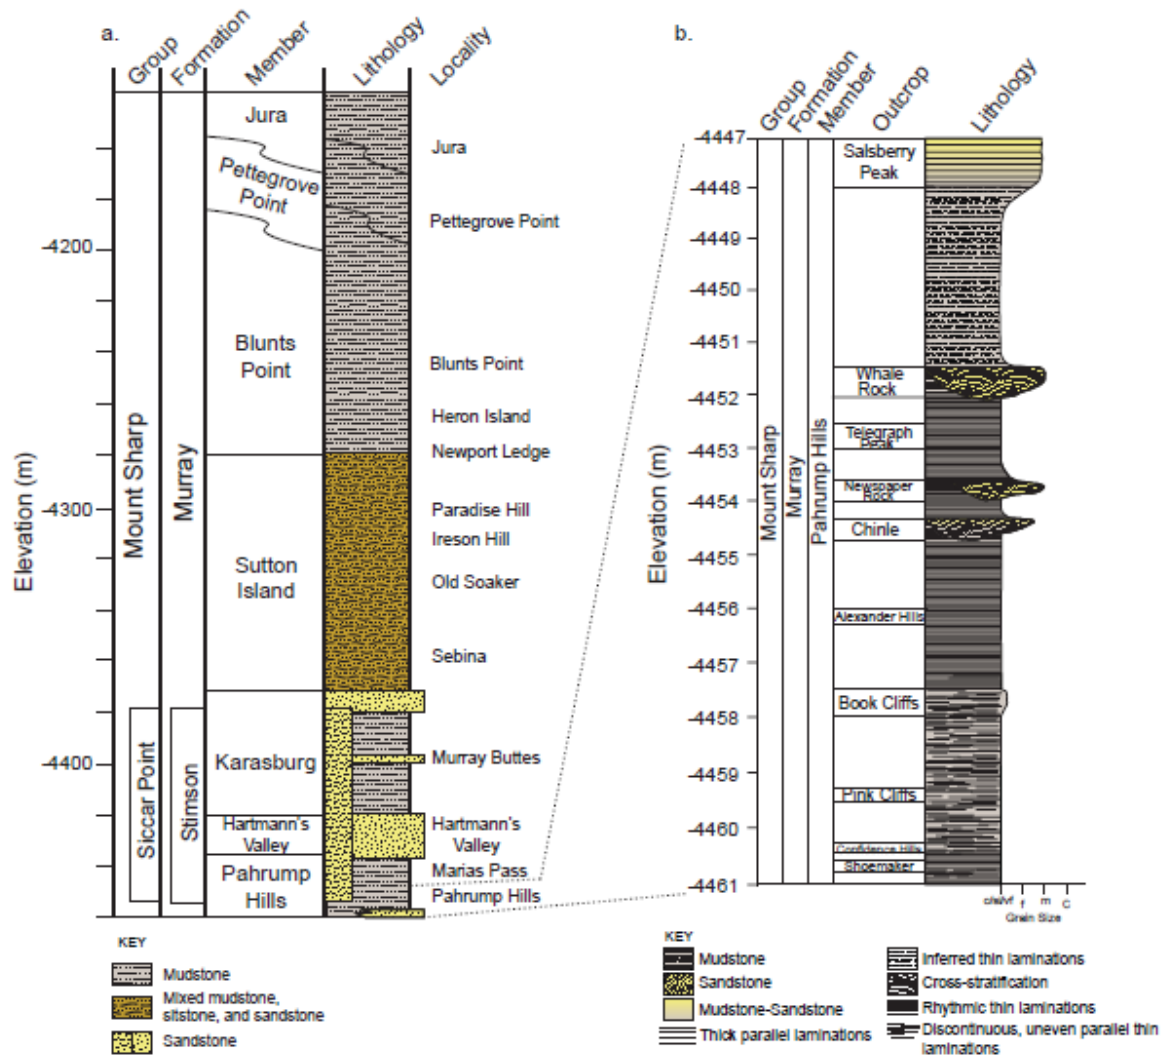 a.
Group
Formation
Member
Lithology
Locality
Elevation (m)
-4200
-4300
-4400
Mount Sharp
Siccar Point
Murray
Stimson
Jura
Pettegrove
Point
Blunts
Point
Sutton
Island
Karasburg
Hartmann's
Valley
Pahrump
Hills
Jura
Pettegrove Point
Blunts Point
Heron Island
Newport Ledge
Paradise Hill
Ireson Hill
Old Soaker
Sebina
Murray Buttes
Hartmann's
Valley
Marias Pass
Pahrump Hills
KEY
Mudstone
Mixed mudstone,
sitstone, and sandstone
Sandstone
b.
Group
Formation
Member
Outcrop
Lithology
Elevation (m)
-4447
-4448
-4449
-4450
-4451
-4452
-4453
-4454
-4455
-4456
-4457
-4458
-4459
-4460
-4461
Mount Sharp
Murray
Pahrump Hills
Salsberry
Peak
Whale
Rock
Telegraph
Peak
Newspaper
Rock
Chinle
Alexander Hills
Book Cliffs
Pink Cliffs
Confidence Hills
Shoemaker
f m C
Grain Size
KEY
Mudstone
Sandstone
Mudstone-Sandstone
Thick parallel laminations
Inferred thin laminations
Cross-stratification
Rhythmic thin laminations
Discontinuous, uneven parallel thin
laminations